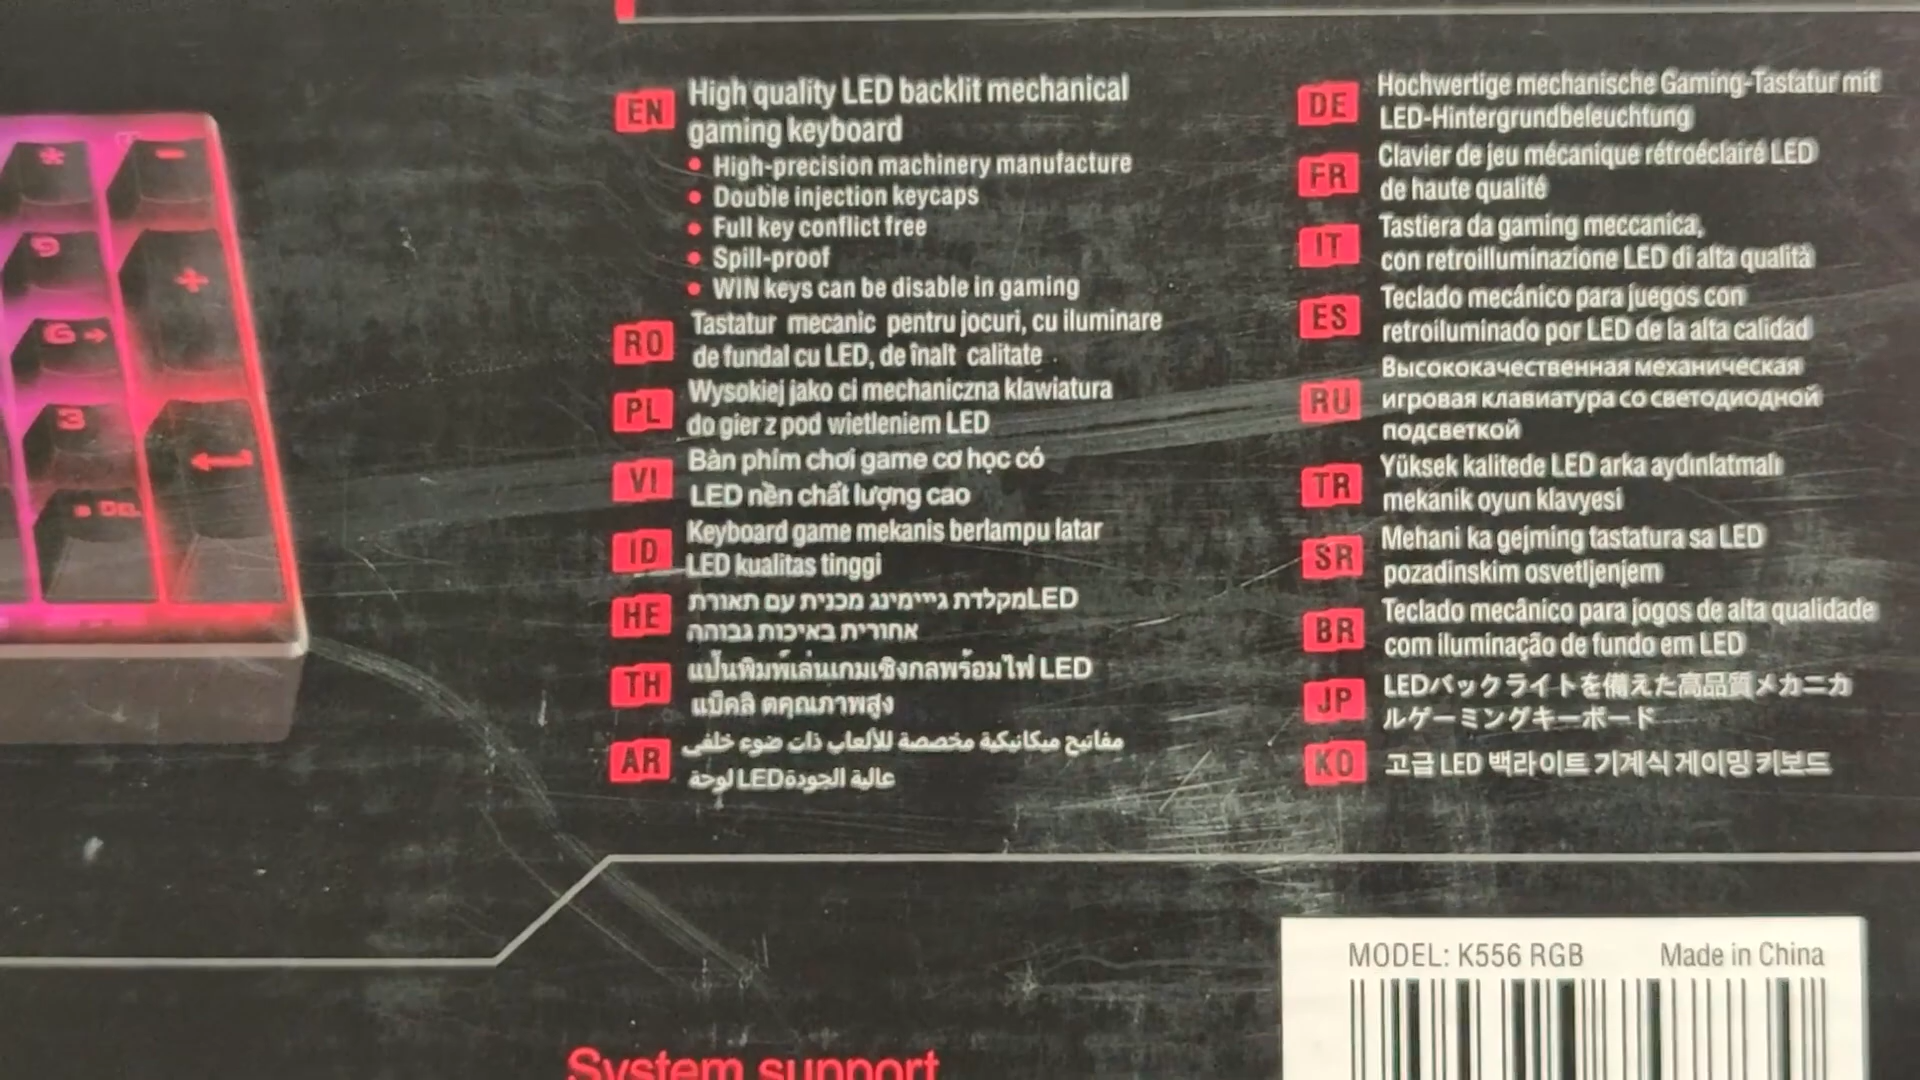 EN High quality LED backlit mechanical
gaming keyboard
• High-precision machinery manufacture
• Double injection keycaps
• Full key conflict free
• Spill-proof
• WIN keys can be disable in gaming
RO Tastatur mecanic pentru jocuri, cu iluminare
de fundal cu LED, de înalt calitate
PL Wysokiej jako ci mechaniczna klawiatura
do gier z pod wietleniem LED
VI Bàn phím chơi game cơ học có
LED nền chất lượng cao
ID Keyboard game mekanis berlampu latar
LED kualitas tinggi
HE מקלדת גייימינג מכנית עם תאורתLED
אחורית באיכות גבוהה
TH แป้นพิมพ์เล่นเกมเชิงกลพร้อมไฟ LED
แบ็คลิ ตคุณภาพสูง
AR مفاتيح ميكانيكية مخصصة للألعاب ذات ضوء خلفي
عالية الجودةLED لوحة
DE Hochwertige mechanische Gaming-Tastatur mit
LED-Hintergrundbeleuchtung
FR Clavier de jeu mécanique rétroéclairé LED
de haute qualité
IT Tastiera da gaming meccanica,
con retroilluminazione LED di alta qualità
ES Teclado mecánico para juegos con
retroiluminado por LED de la alta calidad
RU Высококачественная механическая
игровая клавиатура со светодиодной
подсветкой
TR Yüksek kalitede LED arka aydınlatmalı
mekanik oyun klavyesi
SR Mehani ka gejming tastatura sa LED
pozadinskim osvetljenjem
BR Teclado mecânico para jogos de alta qualidade
com iluminação de fundo em LED
JP LEDバックライトを備えた高品質メカニカ
ルゲーミングキーボード
KO 고급 LED 백라이트 기계식 게이밍 키보드
* -
9 +
6 →
3
DEL
MODEL: K556 RGB Made in China
System support